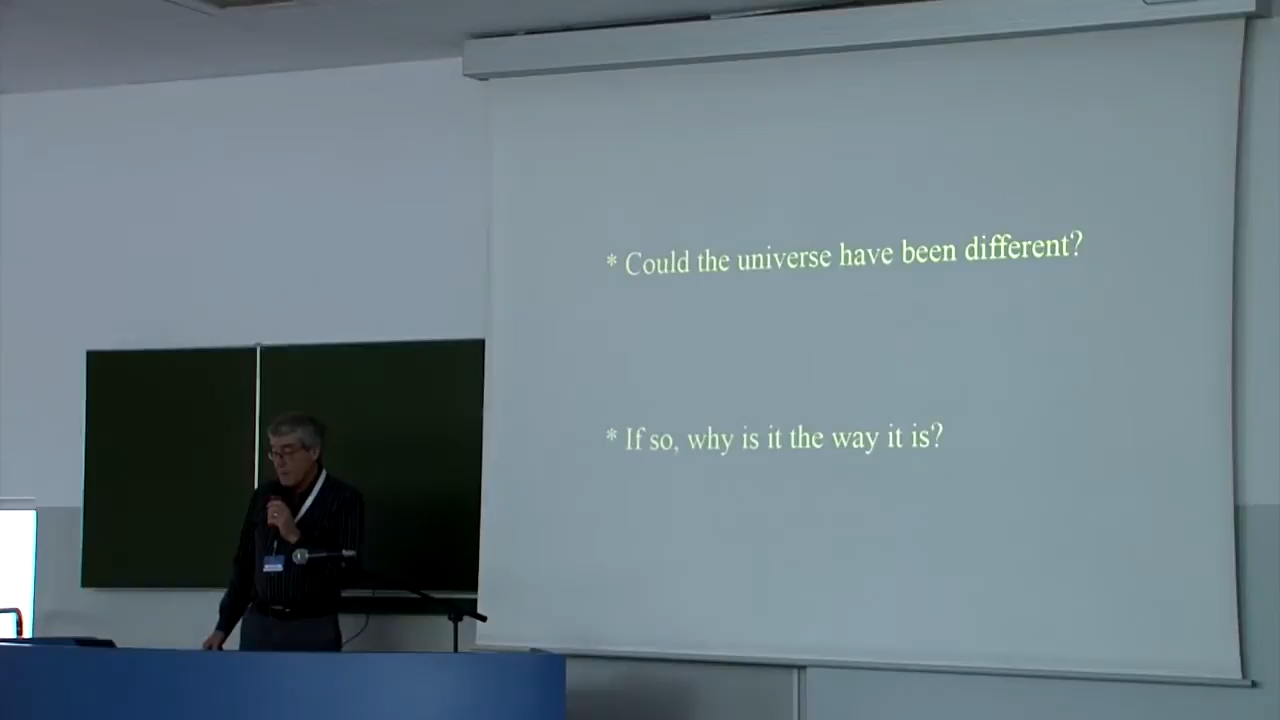 * Could the universe have been different?
* If so, why is it the way it is?